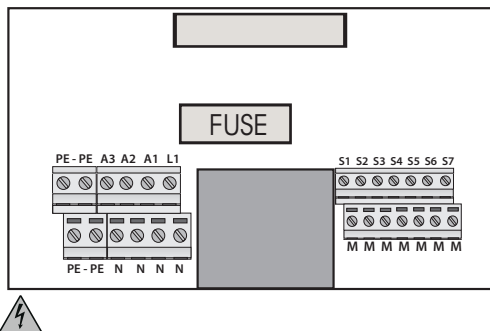 FUSE
PE - PE A3 A2 A1 L1
S1 S2 S3 S4 S5 S6 S7
PE - PE N N N N
M M M M M M M